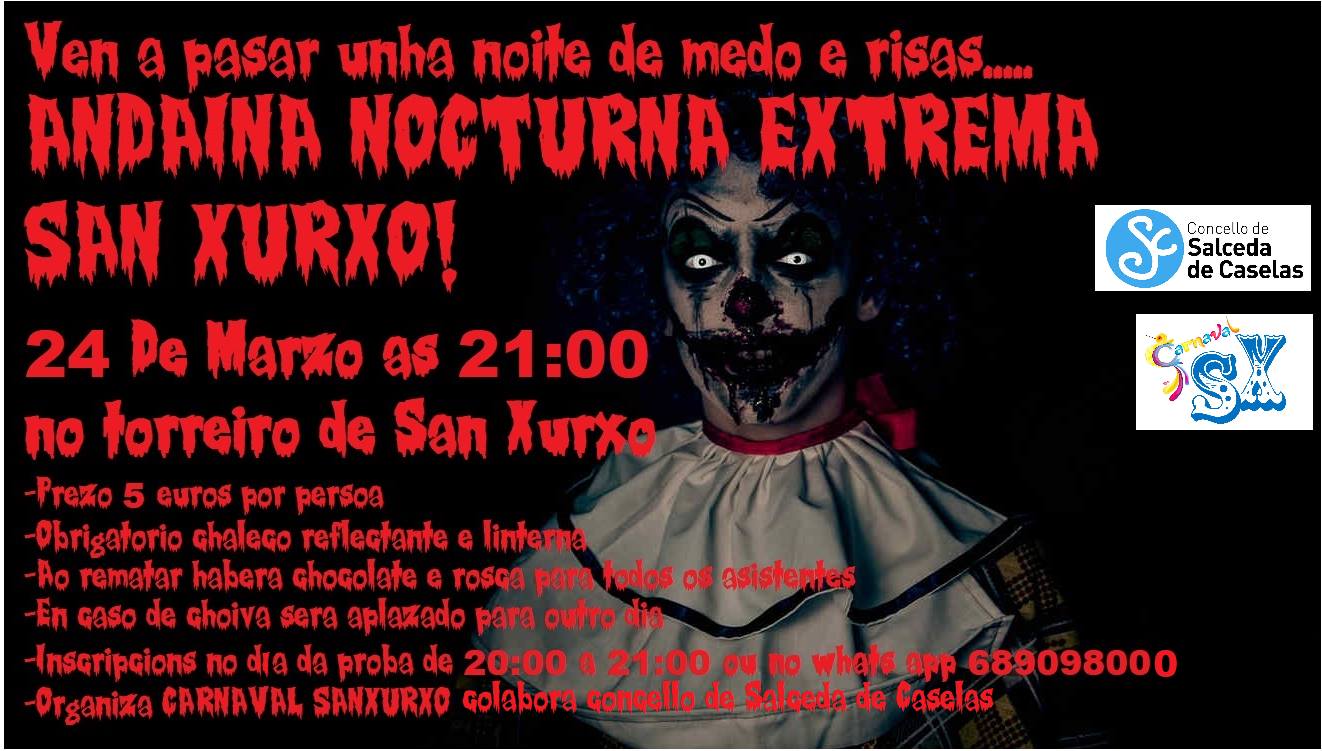 Ven a pasar unha noite de medo e risas.....
ANDAINA NOCTURNA EXTREMA
SAN XURXO!
Concello de
Salceda
de Caselas
Carnaval
SX
24 De Marzo as 21:00
no torreiro de San Xurxo
-Prezo 5 euros por persoa
-Obrigatorio chaleco reflectante e linterna
-Ao rematar habera chocolate e rosca para todos os asistentes
-En caso de choiva sera aplazado para outro dia
-Inscripcions no dia da proba de 20:00 a 21:00 ou no whats app 689098000
-Organiza CARNAVAL SANXURXO colabora concello de Salceda de Caselas